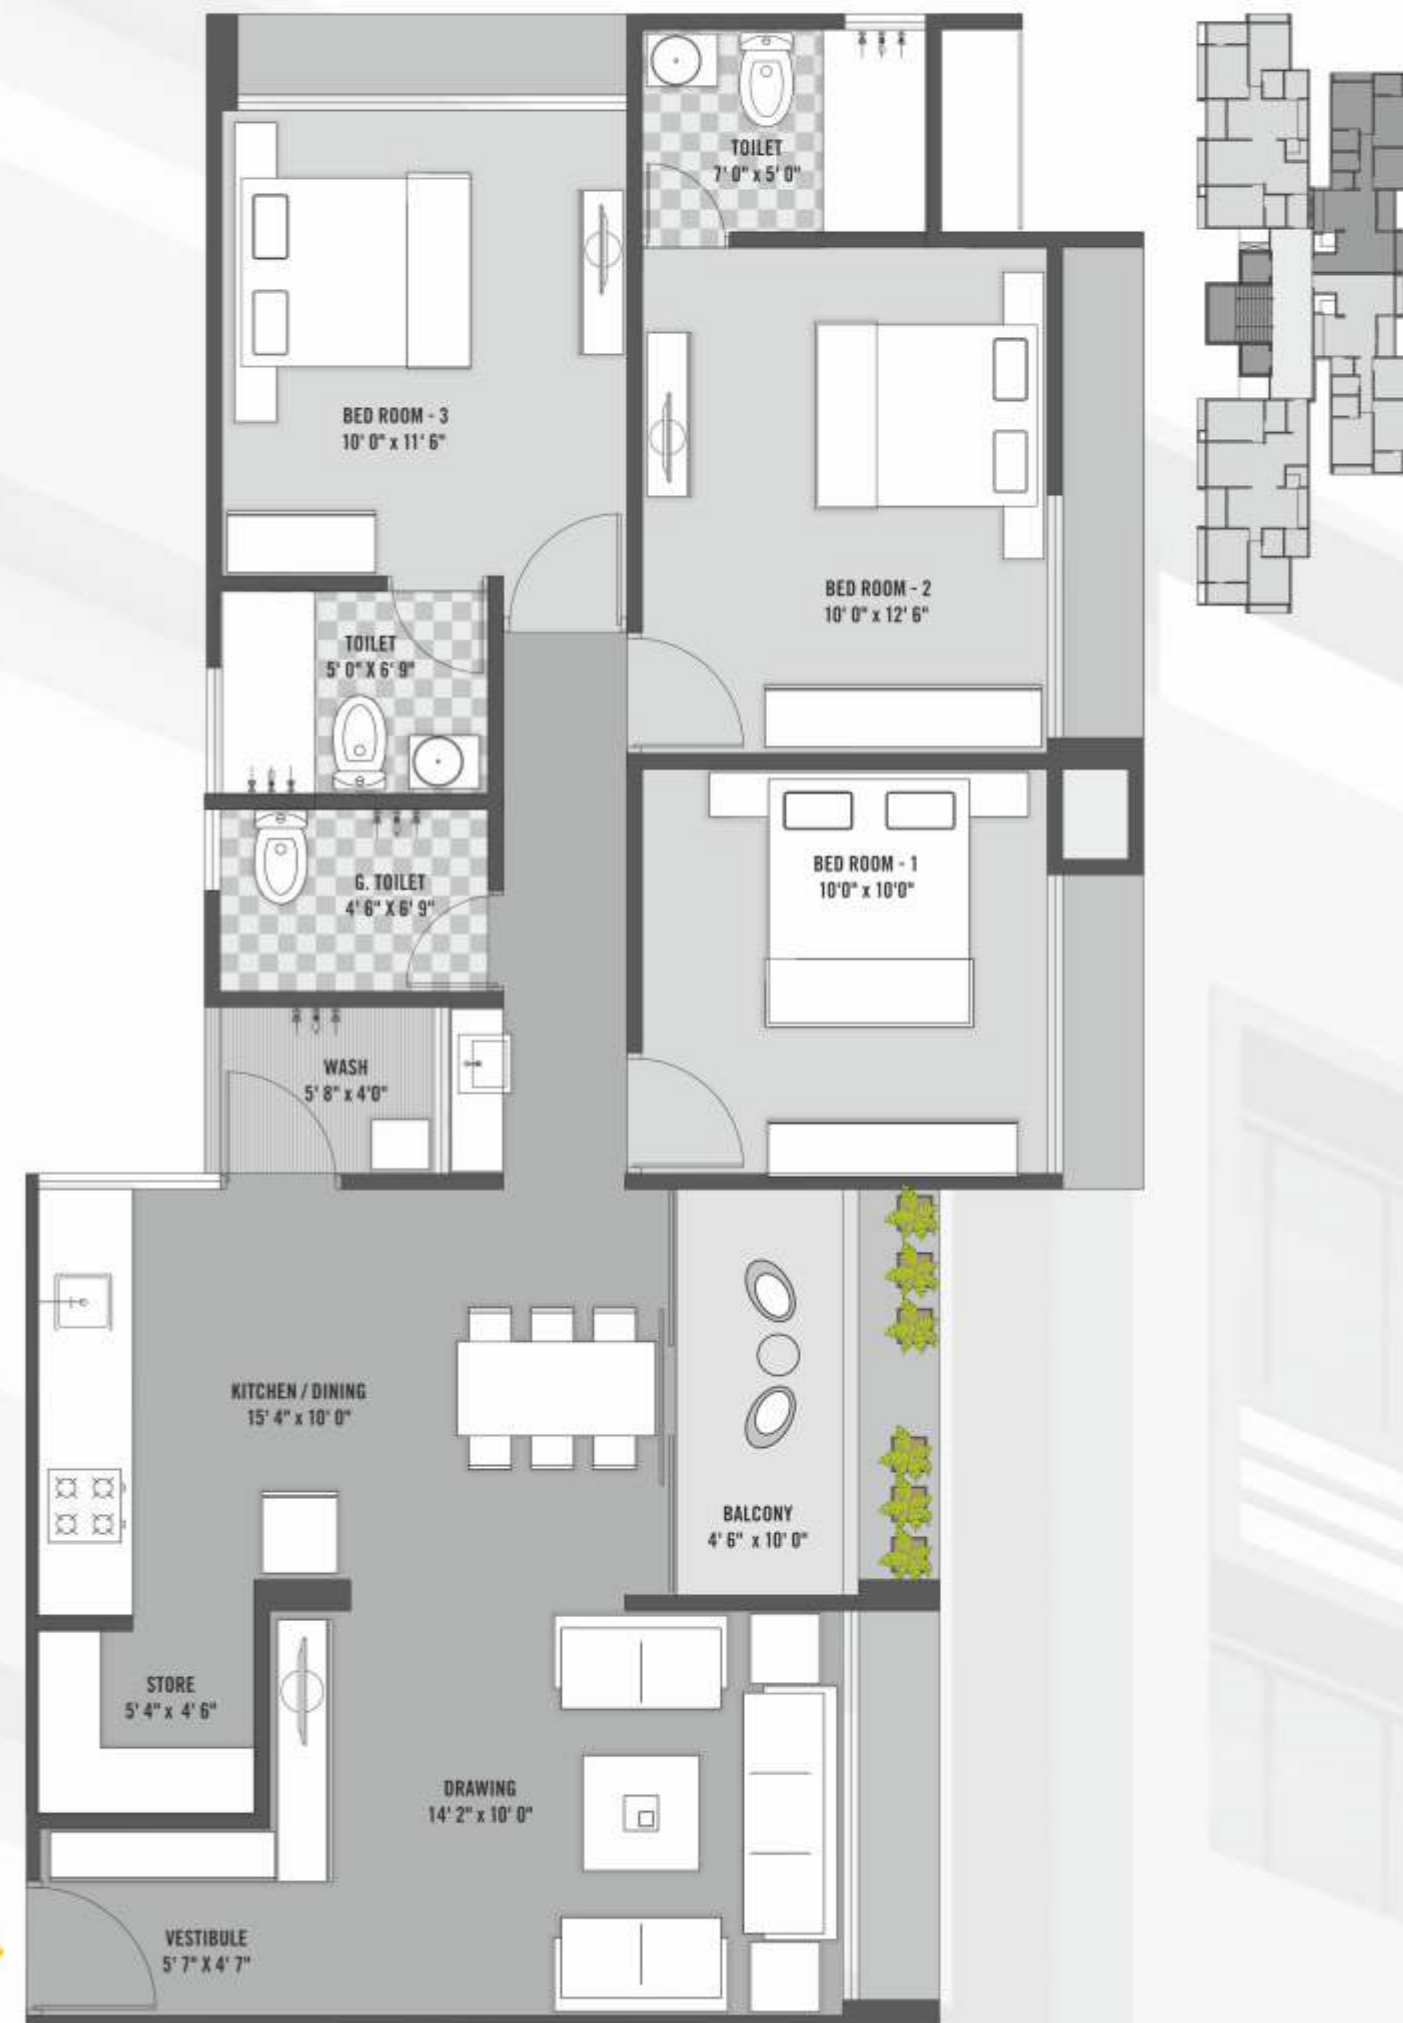 TOILET
7' 0" x 5' 0"
BED ROOM - 3
10' 0" x 11' 6"
BED ROOM - 2
10' 0" x 12' 6"
TOILET
5' 0" X 6' 9"
BED ROOM - 1
10'0" x 10'0"
G. TOILET
4' 6" X 6' 9"
WASH
5' 8" x 4'0"
KITCHEN / DINING
15' 4" x 10' 0"
BALCONY
4' 6" x 10' 0"
STORE
5' 4" x 4' 6"
DRAWING
14' 2" x 10' 0"
VESTIBULE
5' 7" X 4' 7"